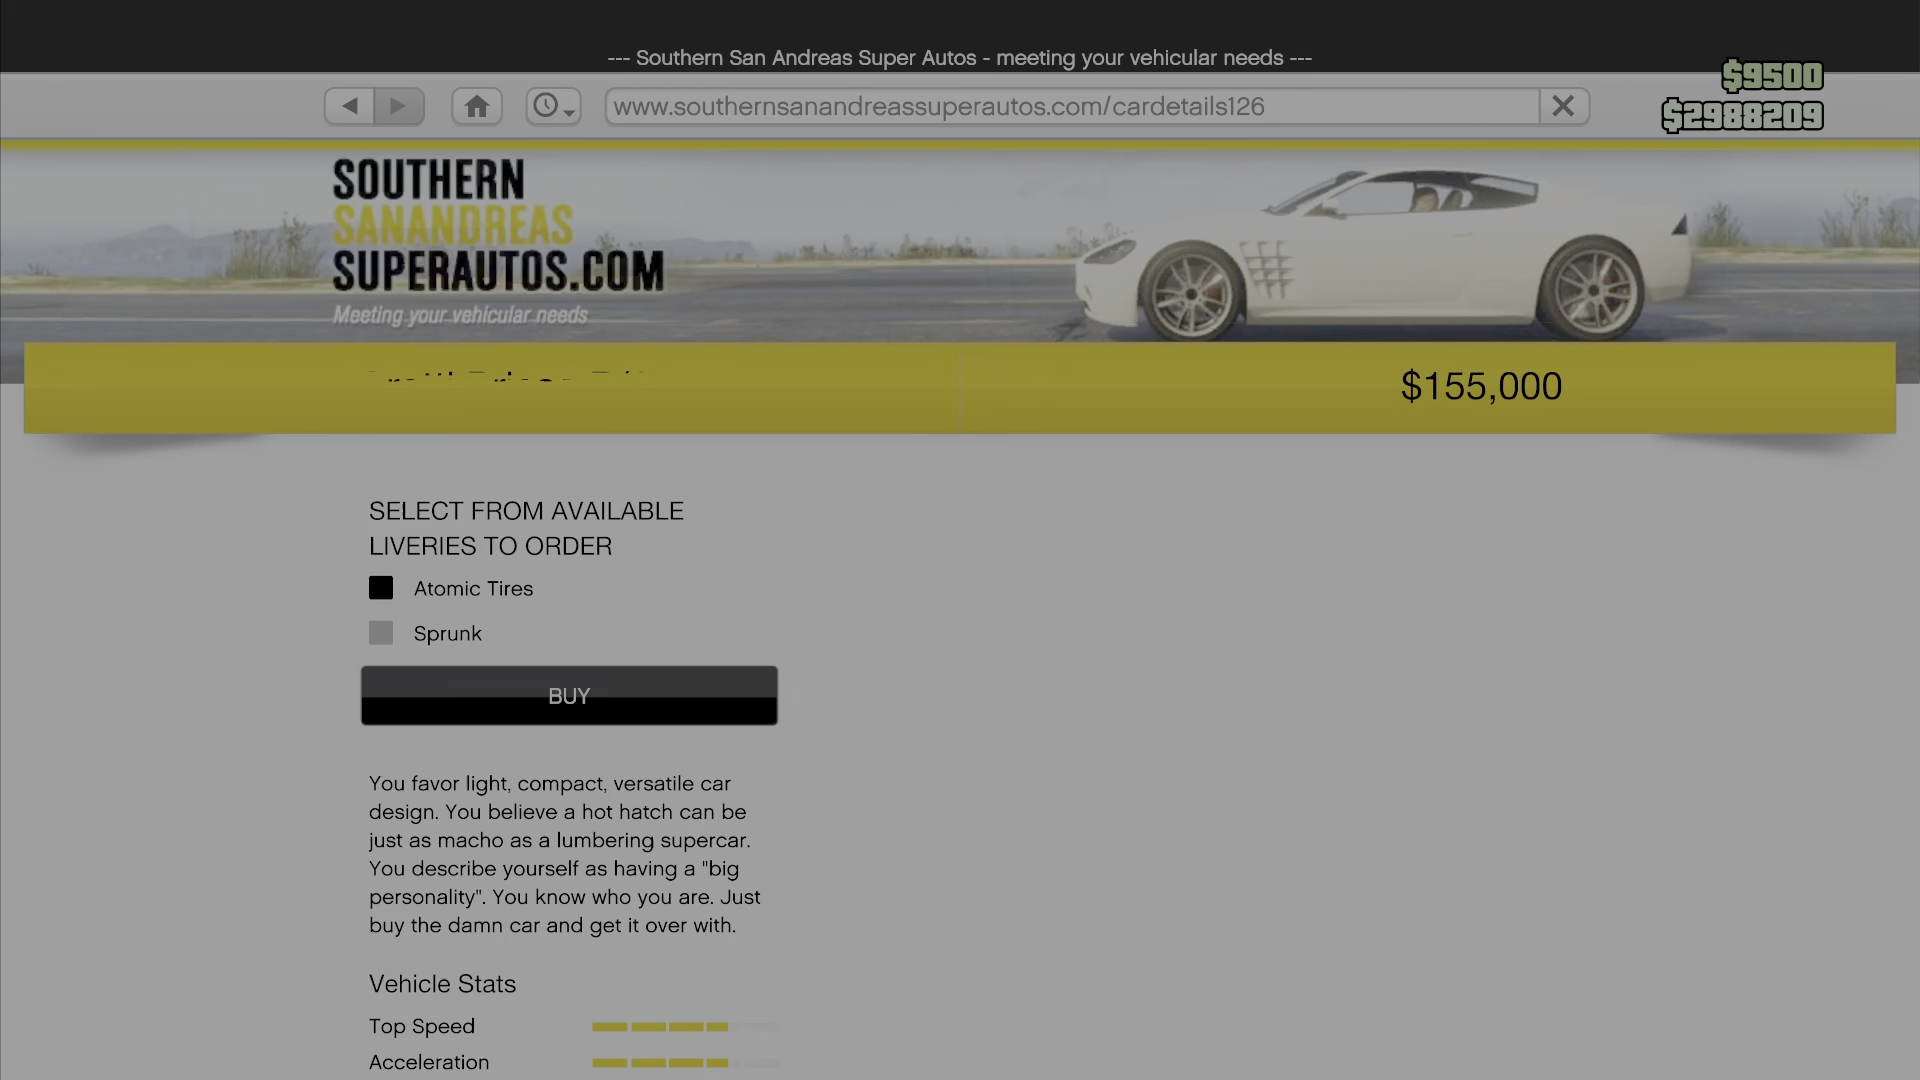 --- Southern San Andreas Super Autos - meeting your vehicular needs ---
$9500
www.southernsanandreassuperautos.com/cardetails126
$2988209
SOUTHERN
SANANDREAS
SUPERAUTOS.COM
Meeting your vehicular needs
$155,000
SELECT FROM AVAILABLE
LIVERIES TO ORDER
Atomic Tires
Sprunk
BUY
You favor light, compact, versatile car
design. You believe a hot hatch can be
just as macho as a lumbering supercar.
You describe yourself as having a "big
personality". You know who you are. Just
buy the damn car and get it over with.
Vehicle Stats
Top Speed
Acceleration